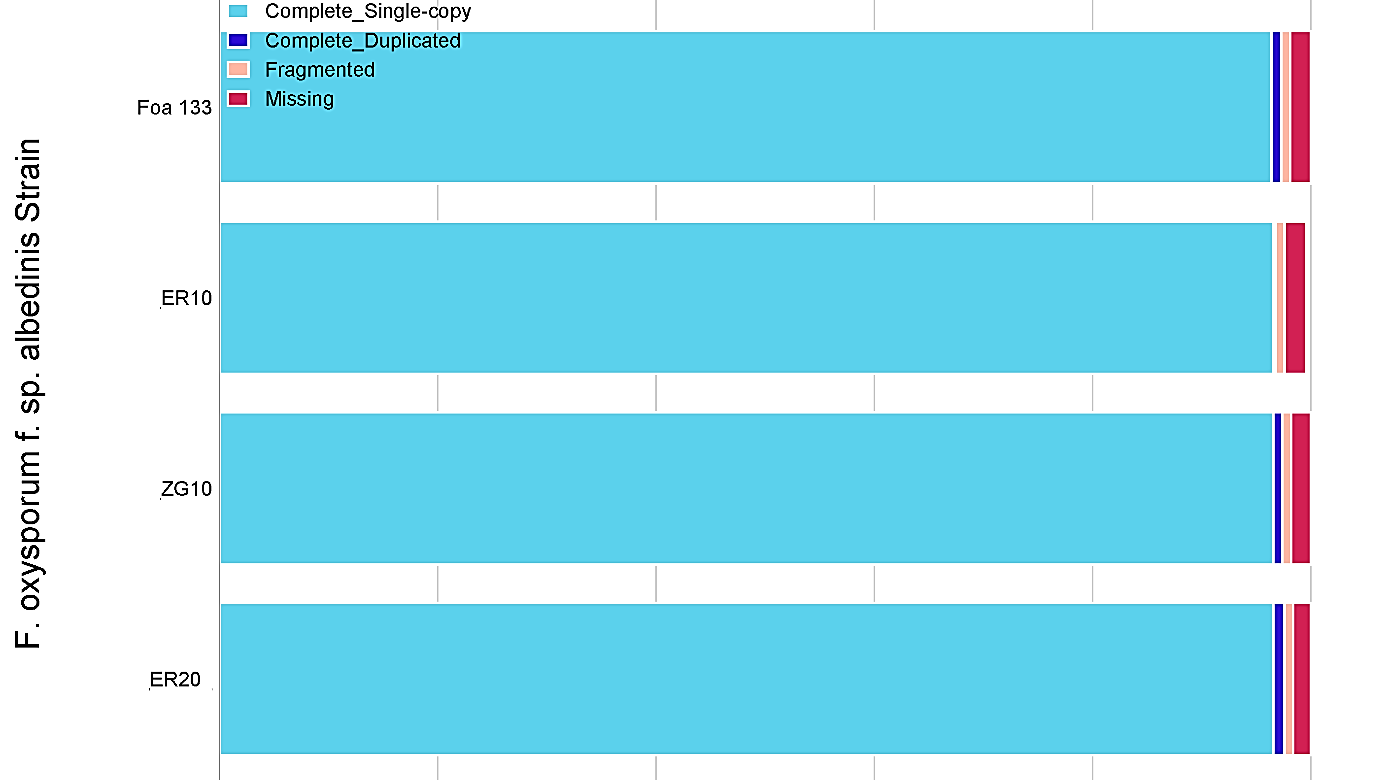 Complete_Single-copy
Complete_Duplicated
Fragmented
Missing
F. oxysporum f. sp. albedinis Strain
Foa 133
ER10
ZG10
ER20